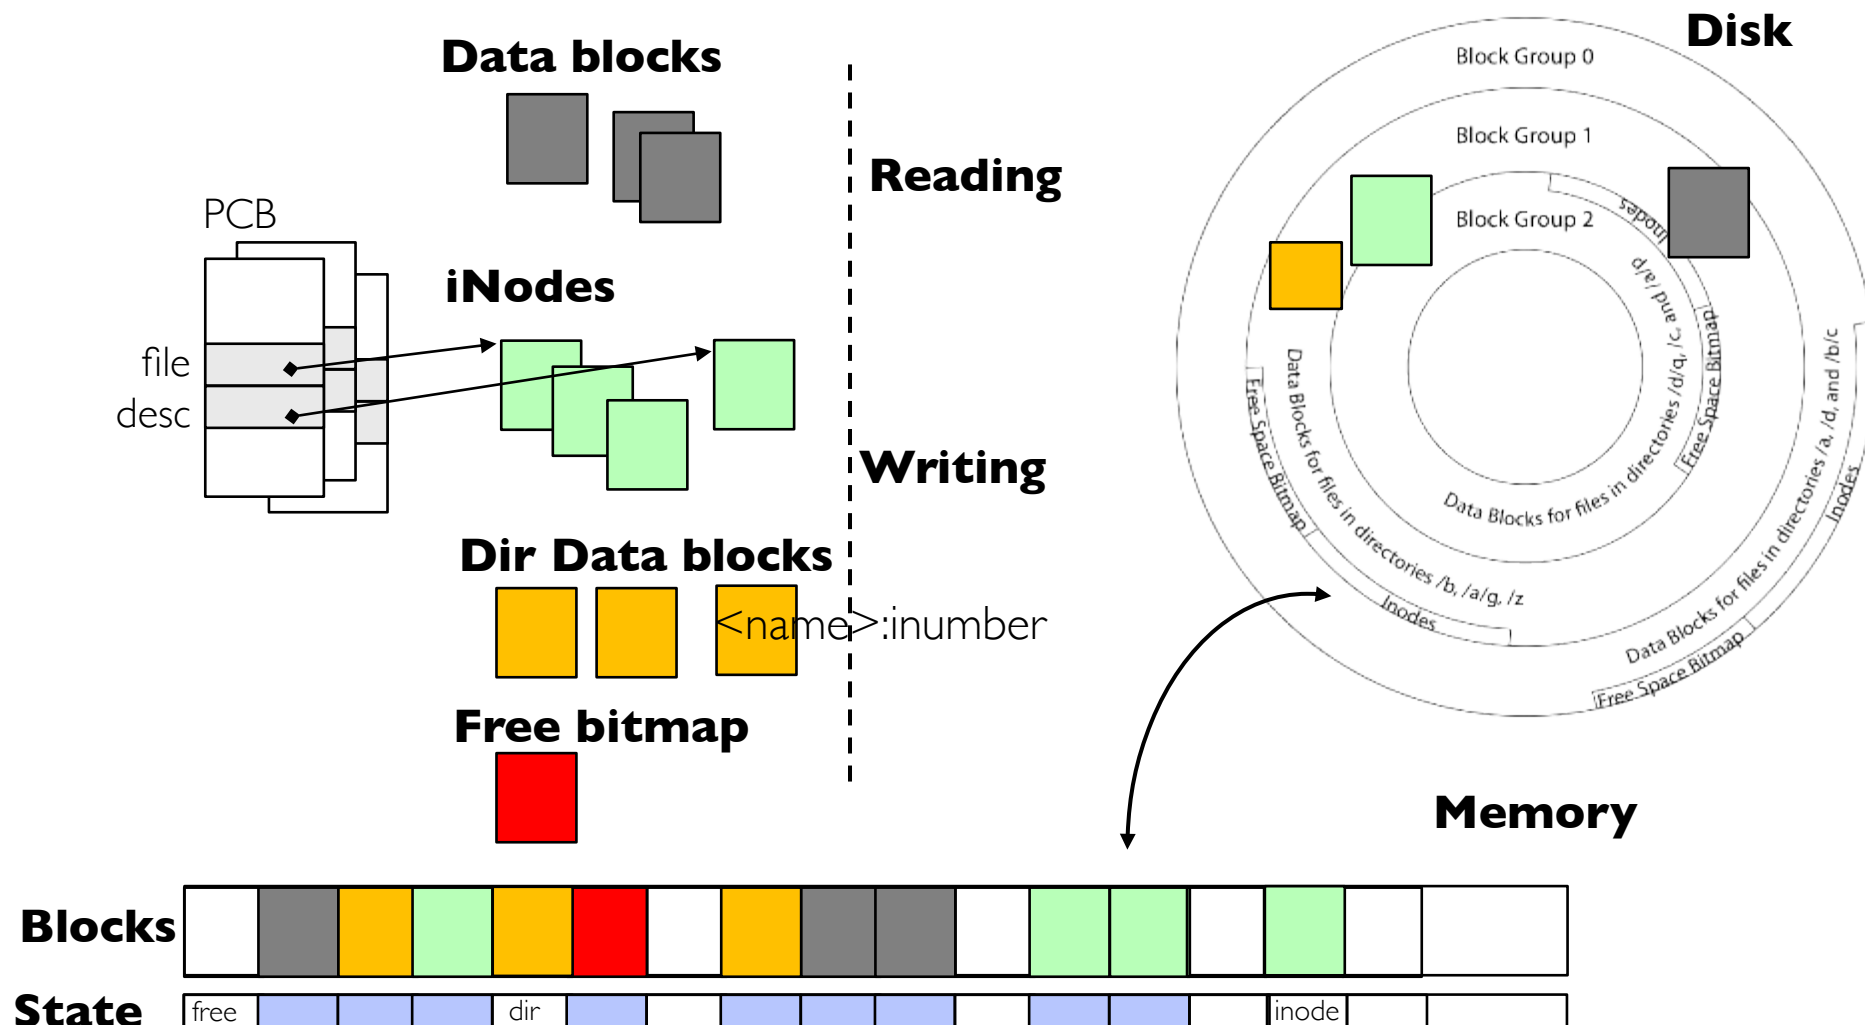 Data blocks
Disk
Block Group 0
Block Group 1
Reading
PCB
Block Group 2
Inodes
iNodes
file
desc
Free Space Bitmap
Data Blocks for files in directories /d/q, /c, and /a/p
Free Space Bitmap
Data Blocks for files in directories /b, /a/g, /z
Inodes
Data Blocks for files in directories /a, /d, and /b/c
Inodes
Free Space Bitmap
Writing
Dir Data blocks
<name>:inumber
Free bitmap
Memory
Blocks
State
free
dir
inode